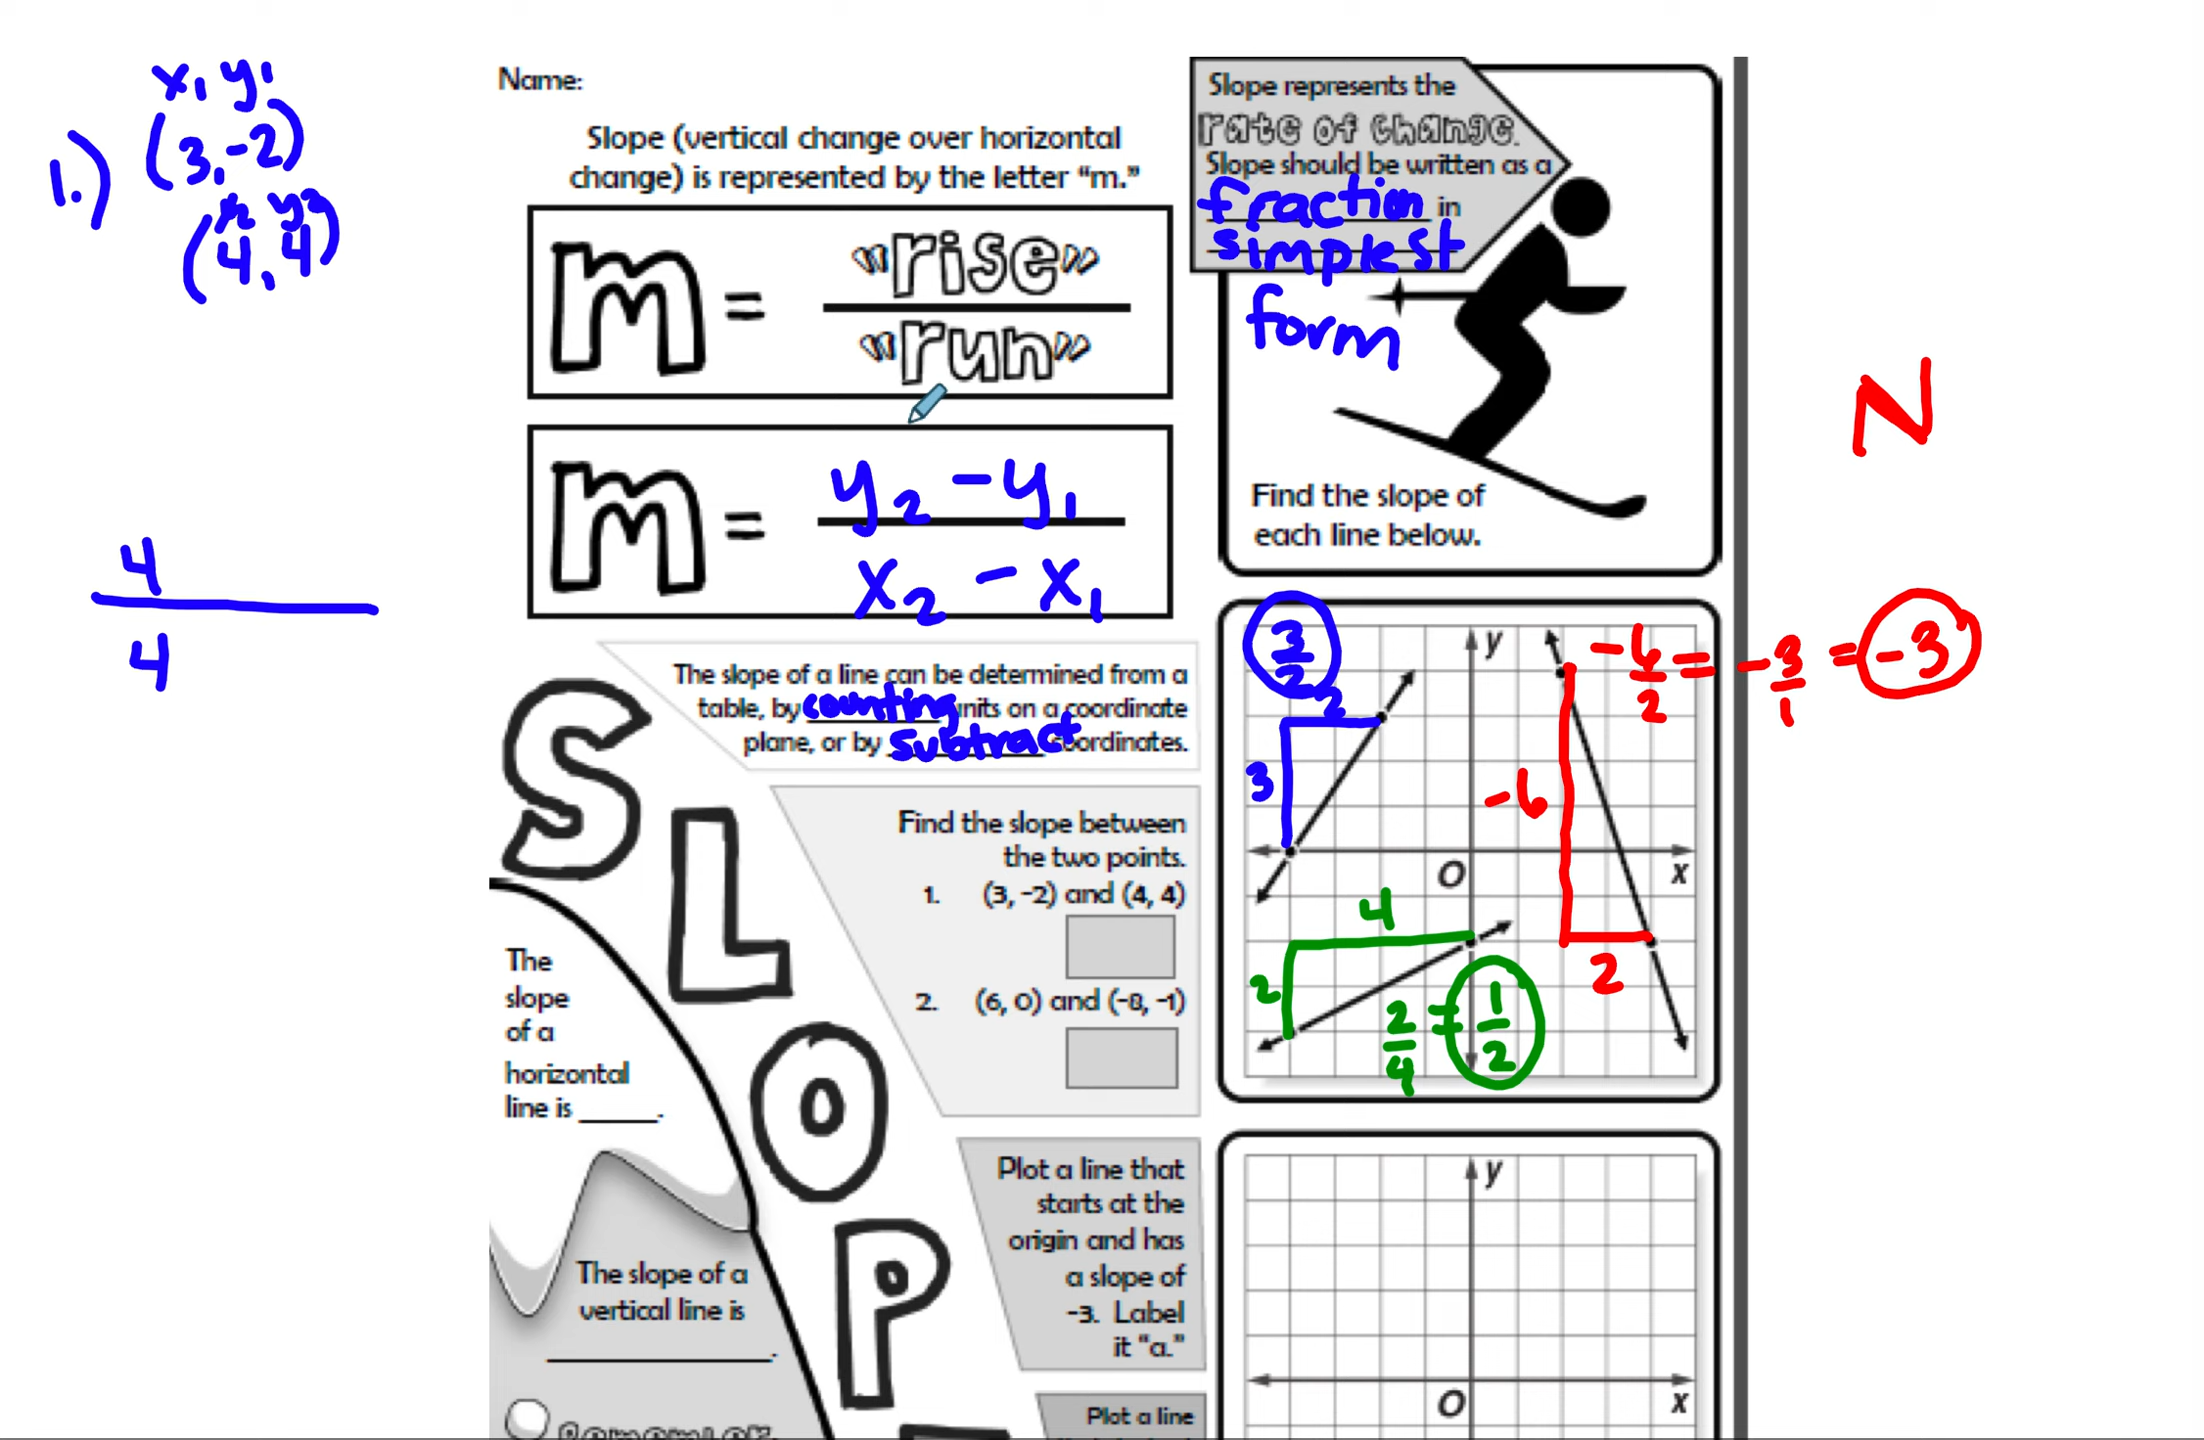 1.)
x₁ y₁
(3, -2)
x₂ y₂
(4, 4)
4
4
Name:
Slope (vertical change over horizontal
change) is represented by the letter “m.”
m = "rise"
"run"
m = y₂ - y₁
x₂ - x₁
Slope represents the
rate of change.
Slope should be written as a
fraction in
simplest
form
Find the slope of
each line below.
N
The slope of a line can be determined from a
table, by counting units on a coordinate
plane, or by subtract coordinates.
SLOP
Find the slope between
the two points.
1. (3, -2) and (4, 4)
2. (6, 0) and (-8, -1)
3/2
2
3
y
x
O
-6/2 = -3/1 = -3
-6
2
4
2
2/4 = 1/2
The
slope
of a
horizontal
line is ______.
The slope of a
vertical line is
______________.
Remember
Plot a line that
starts at the
origin and has
a slope of
-3. Label
it “a.”
Plot a line
y
O
x